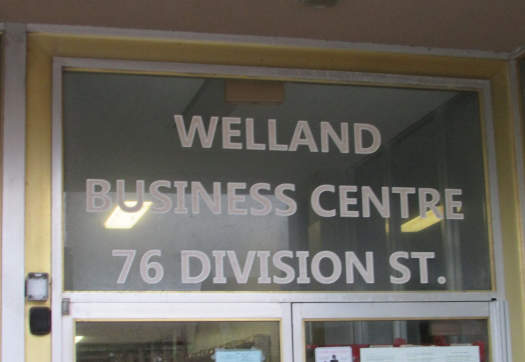 WELLAND
BUSINESS CENTRE
76 DIVISION ST.